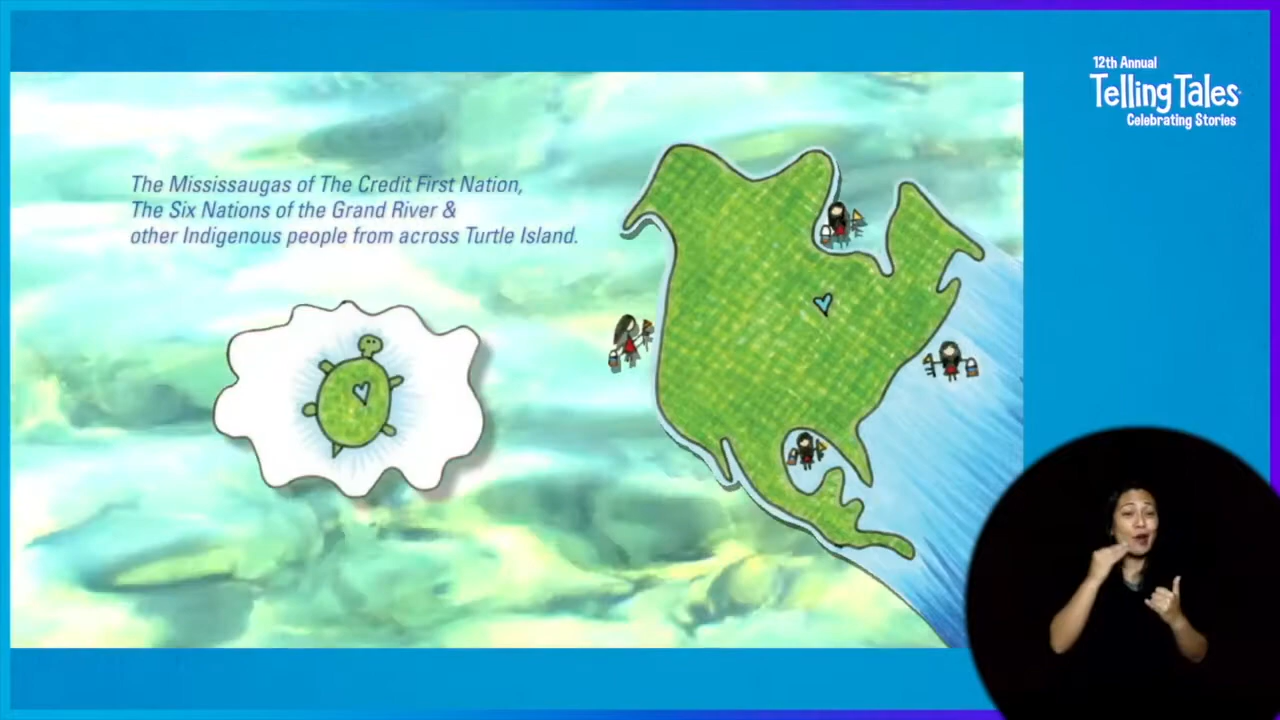 12th Annual
Telling Tales
Celebrating Stories
The Mississaugas of The Credit First Nation,
The Six Nations of the Grand River &
other Indigenous people from across Turtle Island.